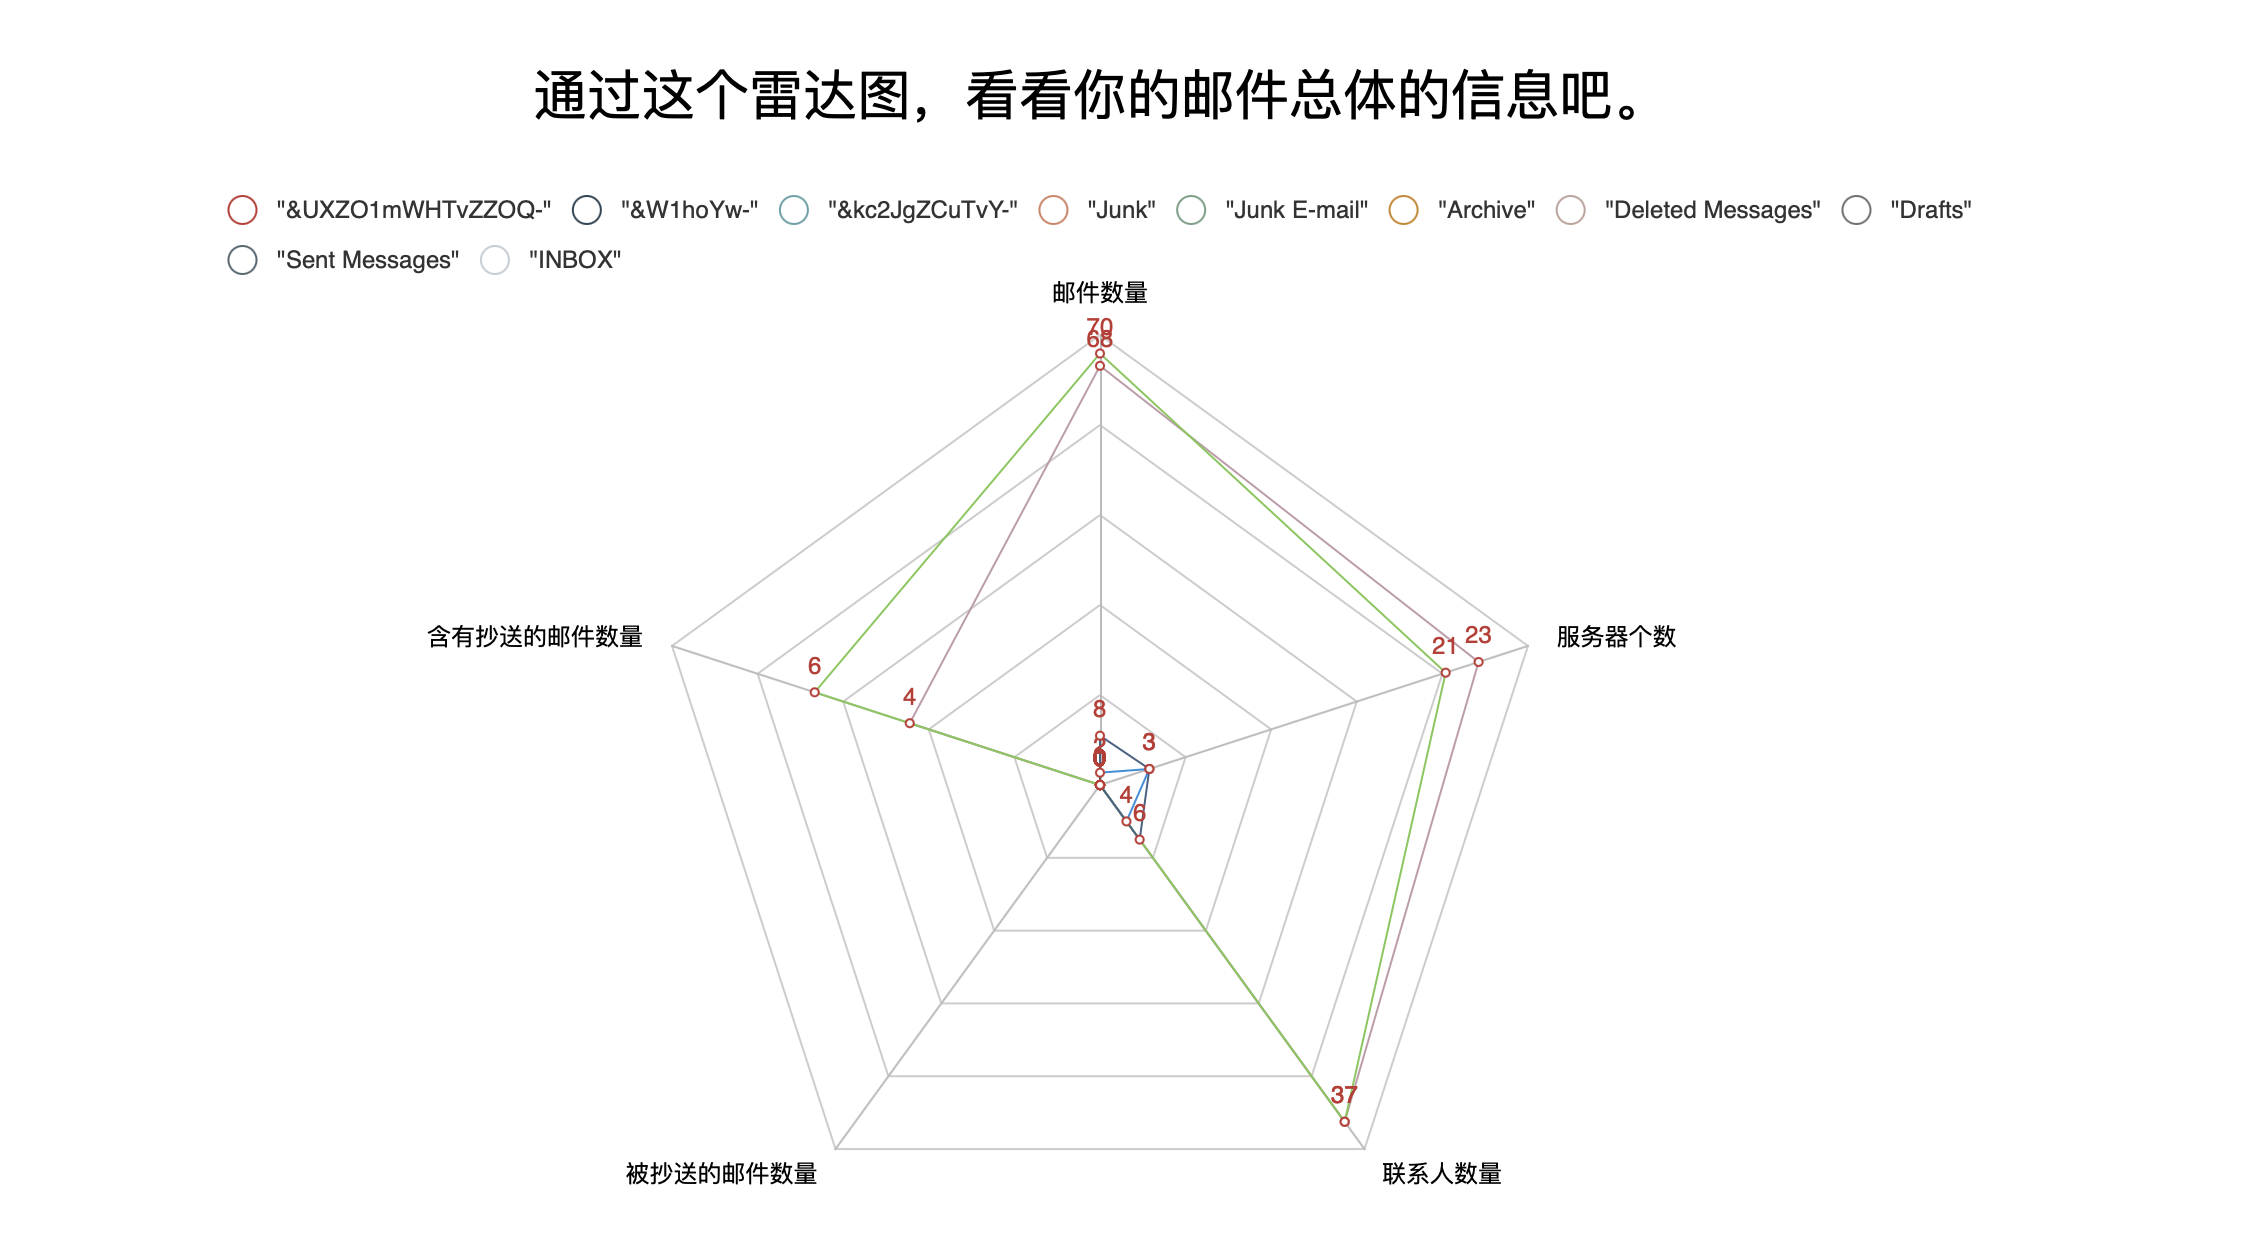 通过这个雷达图，看看你的邮件总体的信息吧。
"&UXZO1mWHTvZZOQ-" "&W1hoYw-" "&kc2JgZCuTvY-" "Junk" "Junk E-mail" "Archive" "Deleted Messages" "Drafts"
"Sent Messages" "INBOX"
邮件数量
70
68
含有抄送的邮件数量
服务器个数
21 23
6
4
8
3
2
0
4
6
37
被抄送的邮件数量
联系人数量